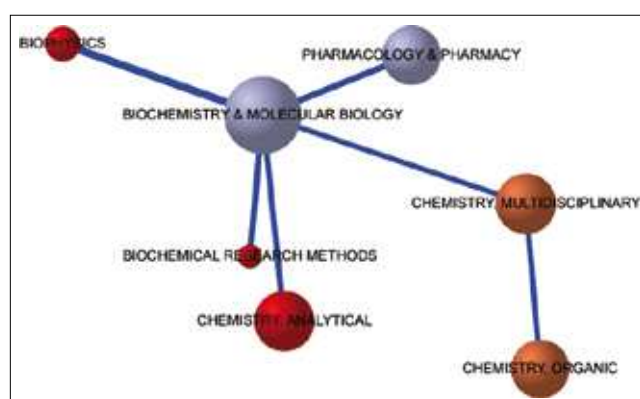 BIOPHYSICS
PHARMACOLOGY & PHARMACY
BIOCHEMISTRY & MOLECULAR BIOLOGY
CHEMISTRY, MULTIDISCIPLINARY
BIOCHEMICAL RESEARCH METHODS
CHEMISTRY, ANALYTICAL
CHEMISTRY, ORGANIC